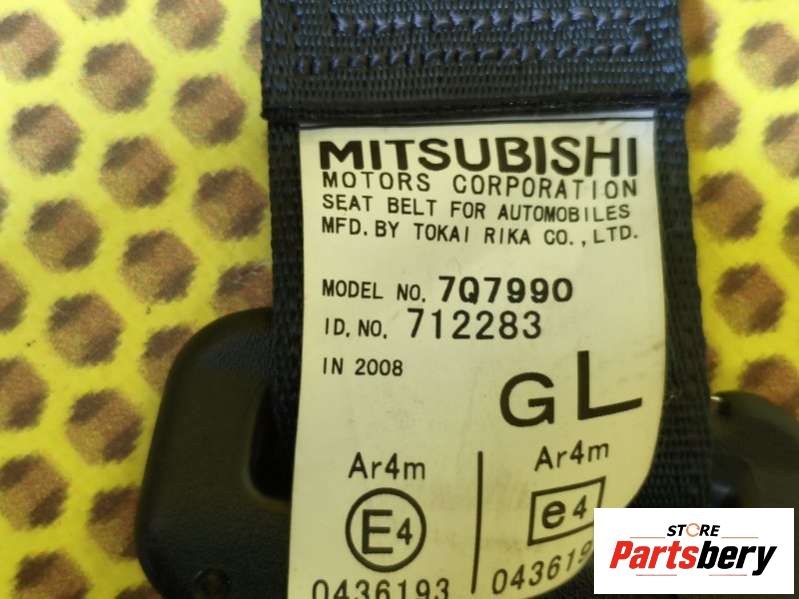 MITSUBISHI
MOTORS CORPORATION
SEAT BELT FOR AUTOMOBILES
MFD. BY TOKAI RIKA CO., LTD.
MODEL NO. 7Q7990
ID. NO. 712283
IN 2008
GL
Ar4m
Ar4m
E4
e4
0436193
043619
STORE
Partsbery